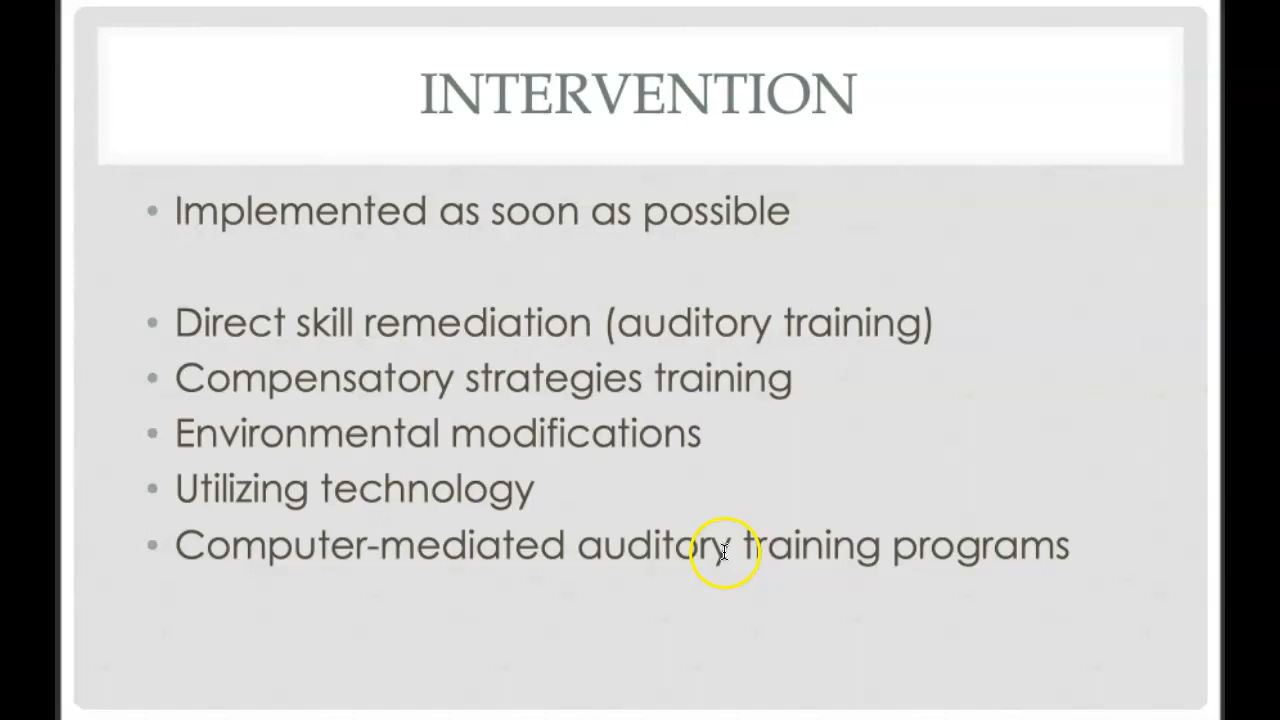 INTERVENTION
• Implemented as soon as possible
• Direct skill remediation (auditory training)
• Compensatory strategies training
• Environmental modifications
• Utilizing technology
• Computer-mediated auditory training programs